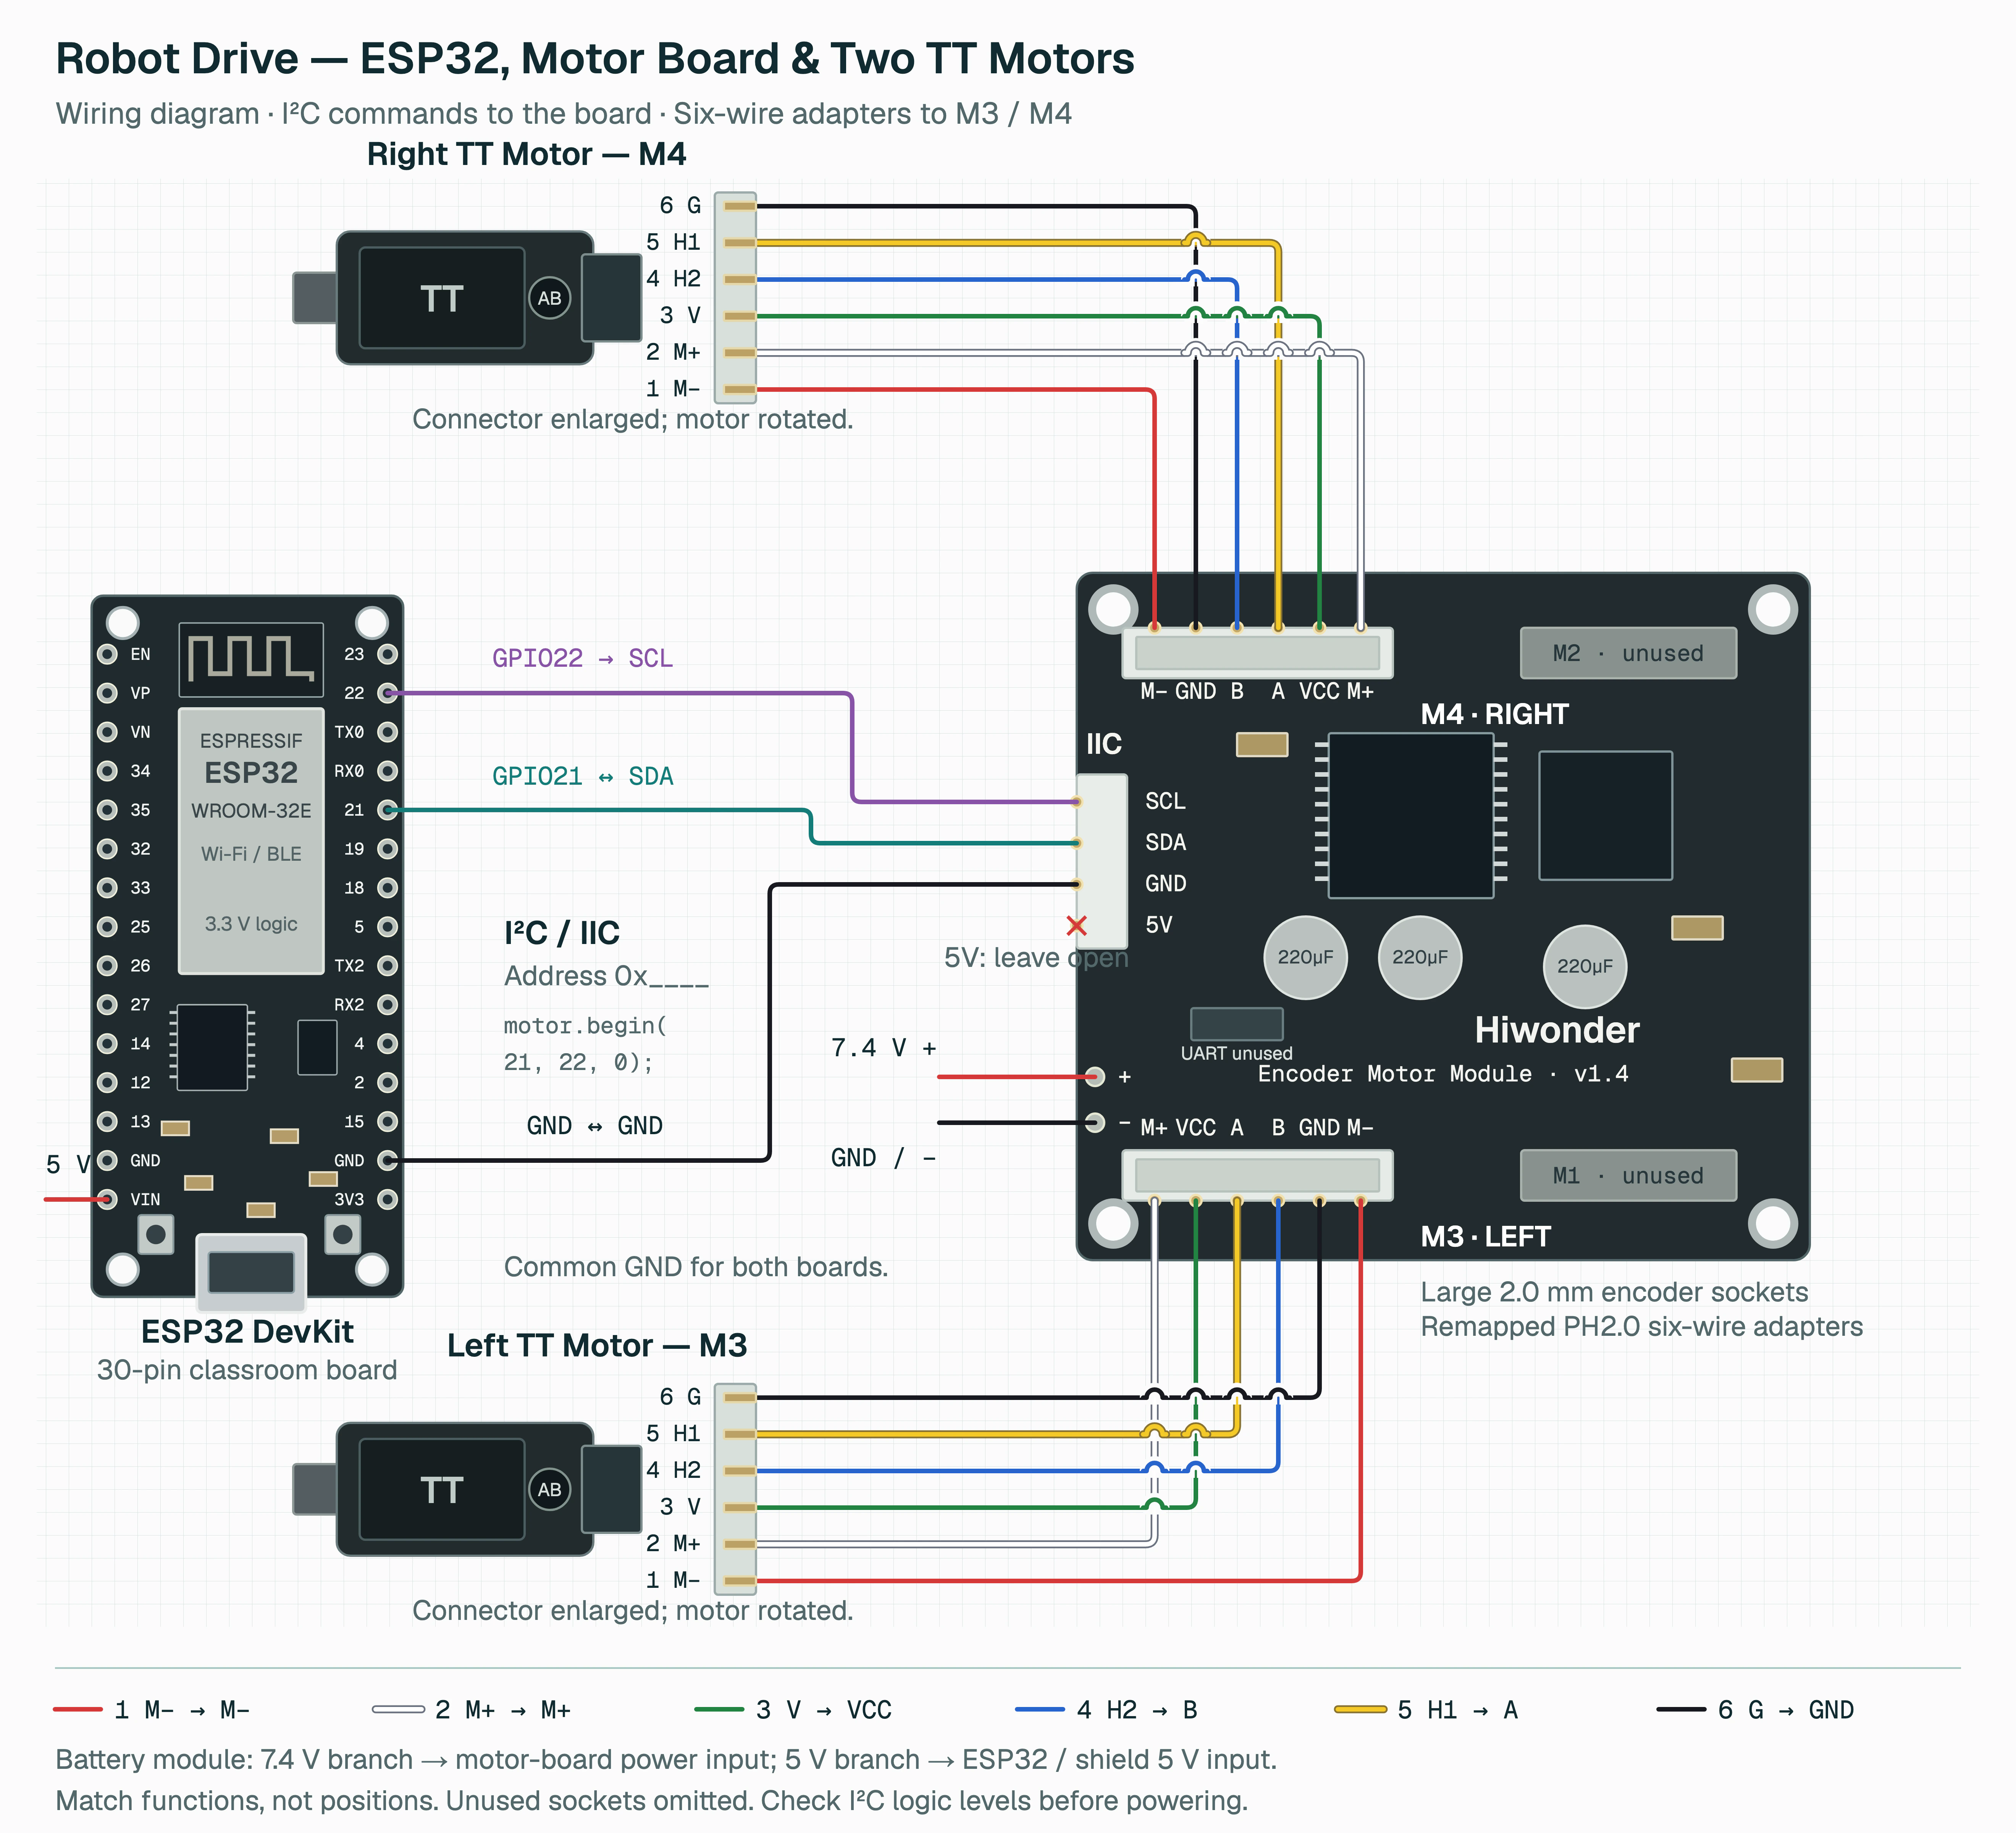 Robot Drive — ESP32, Motor Board & Two TT Motors
Wiring diagram · I²C commands to the board · Six-wire adapters to M3 / M4
Right TT Motor — M4
6 G
5 H1
4 H2
3 V
2 M+
1 M−
TT
AB
Connector enlarged; motor rotated.
EN
VP
VN
34
35
32
33
25
26
27
14
12
13
GND
VIN
23
22
TX0
RX0
21
19
18
5
TX2
RX2
4
2
15
GND
3V3
ESPRESSIF
ESP32
WROOM-32E
Wi-Fi / BLE
3.3 V logic
5 V
ESP32 DevKit
30-pin classroom board
GPIO22 → SCL
GPIO21 ↔ SDA
I²C / IIC
Address 0x____
motor.begin(
21, 22, 0);
GND ↔ GND
Common GND for both boards.
5V: leave open
7.4 V +
GND / −
M− GND B A VCC M+
M2 · unused
M4 · RIGHT
IIC
SCL
SDA
GND
5V
220µF
220µF
220µF
Hiwonder
UART unused
Encoder Motor Module · v1.4
+
−
M+ VCC A B GND M−
M1 · unused
M3 · LEFT
Large 2.0 mm encoder sockets
Remapped PH2.0 six-wire adapters
Left TT Motor — M3
6 G
5 H1
4 H2
3 V
2 M+
1 M−
TT
AB
Connector enlarged; motor rotated.
1 M− → M−
2 M+ → M+
3 V → VCC
4 H2 → B
5 H1 → A
6 G → GND
Battery module: 7.4 V branch → motor-board power input; 5 V branch → ESP32 / shield 5 V input.
Match functions, not positions. Unused sockets omitted. Check I²C logic levels before powering.